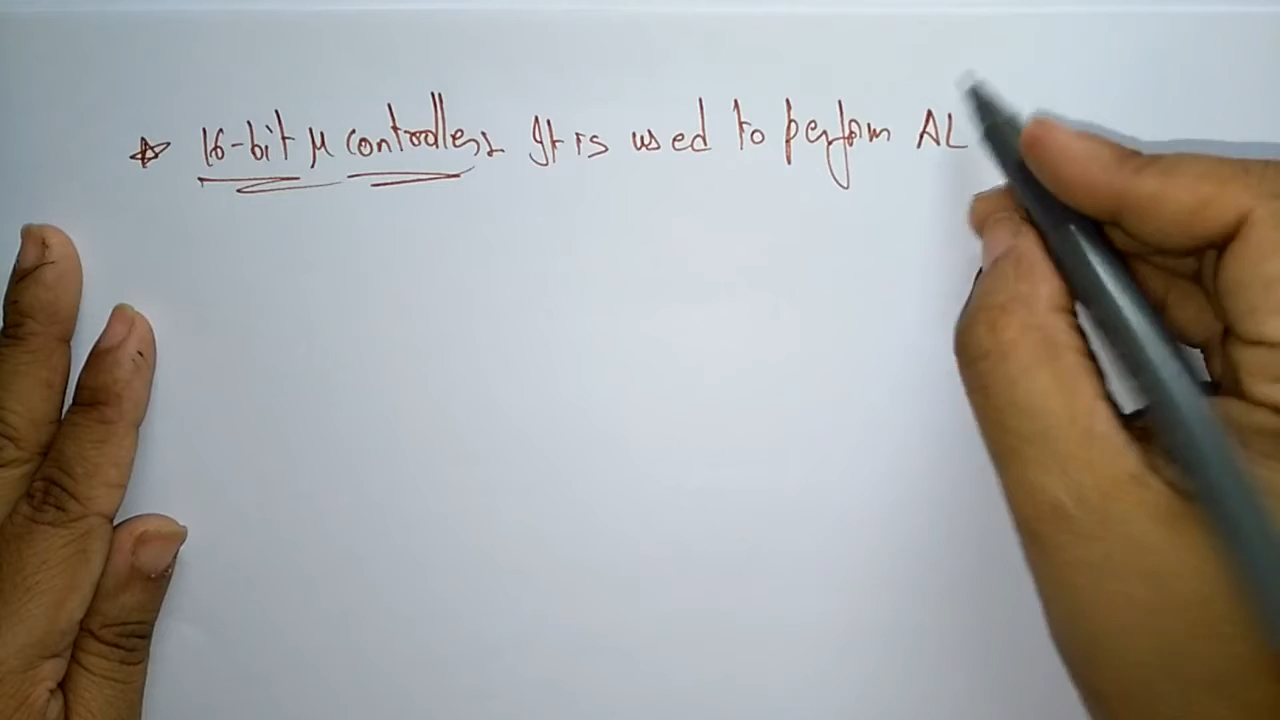 ☆ 16-bit μ controller It is used to perform AL